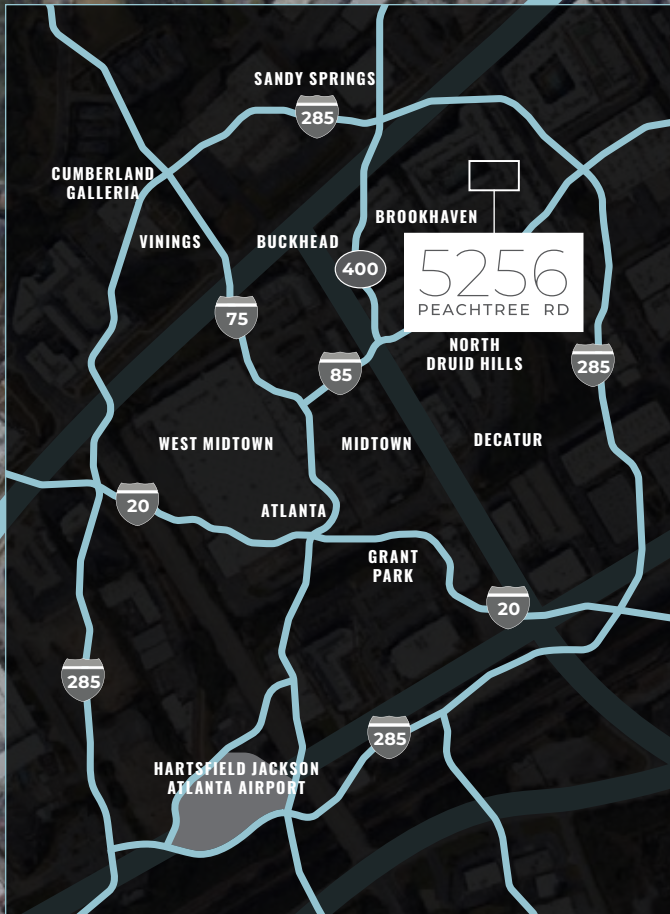 SANDY SPRINGS
285
CUMBERLAND
GALLERIA
BROOKHAVEN
VININGS
BUCKHEAD
400
5256
PEACHTREE RD
75
NORTH
DRUID HILLS
85
285
WEST MIDTOWN
MIDTOWN
DECATUR
20
ATLANTA
GRANT
PARK
20
285
285
HARTSFIELD JACKSON
ATLANTA AIRPORT